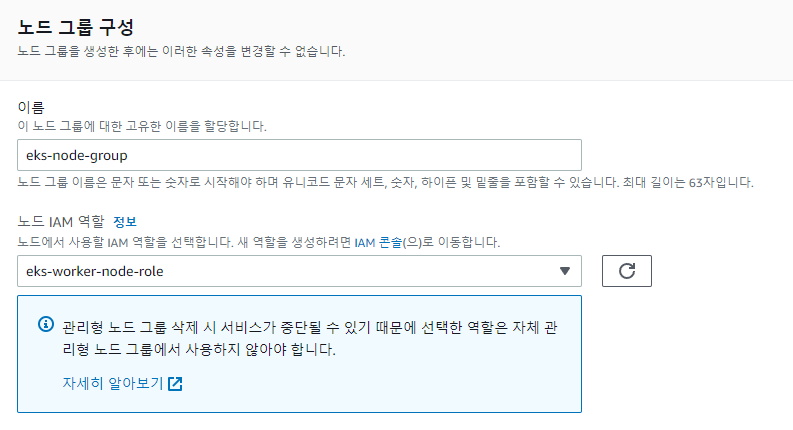 노드 그룹 구성
노드 그룹을 생성한 후에는 이러한 속성을 변경할 수 없습니다.
이름
이 노드 그룹에 대한 고유한 이름을 할당합니다.
eks-node-group
노드 그룹 이름은 문자 또는 숫자로 시작해야 하며 유니코드 문자 세트, 숫자, 하이픈 및 밑줄을 포함할 수 있습니다. 최대 길이는 63자입니다.
노드 IAM 역할 정보
노드에서 사용할 IAM 역할을 선택합니다. 새 역할을 생성하려면 IAM 콘솔(으)로 이동합니다.
eks-worker-node-role
관리형 노드 그룹 삭제 시 서비스가 중단될 수 있기 때문에 선택한 역할은 자체 관
리형 노드 그룹에서 사용하지 않아야 합니다.
자세히 알아보기